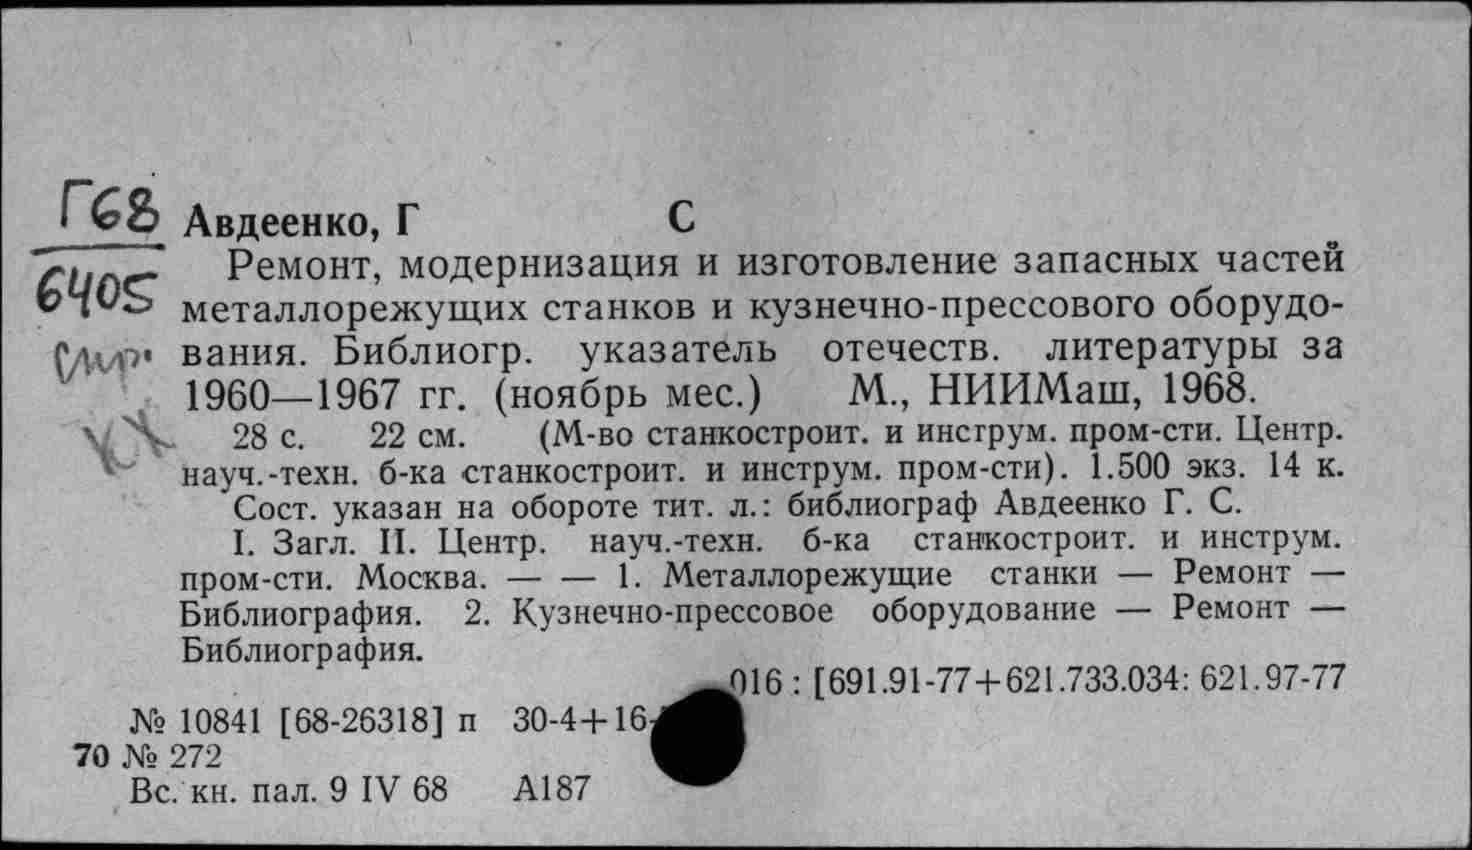 Г68
6405
Авдеенко, Г С
Ремонт, модернизация и изготовление запасных частей
металлорежущих станков и кузнечно-прессового оборудо-
вания. Библиогр. указатель отечеств. литературы за
1960—1967 гг. (ноябрь мес.) М., НИИМаш, 1968.
28 с. 22 см. (М-во станкостроит. и инструм. пром-сти. Центр.
науч.-техн. б-ка станкостроит. и инструм. пром-сти). 1.500 экз. 14 к.
Сост. указан на обороте тит. л.: библиограф Авдеенко Г. С.
I. Загл. II. Центр. науч.-техн. б-ка станкостроит. и инструм.
пром-сти. Москва. — — 1. Металлорежущие станки — Ремонт —
Библиография. 2. Кузнечно-прессовое оборудование — Ремонт —
Библиография.
016 : [691.91-77+621.733.034: 621.97-77
№ 10841 [68-26318] п 30-4+16
70 № 272
Вс. кн. пал. 9 IV 68 А187